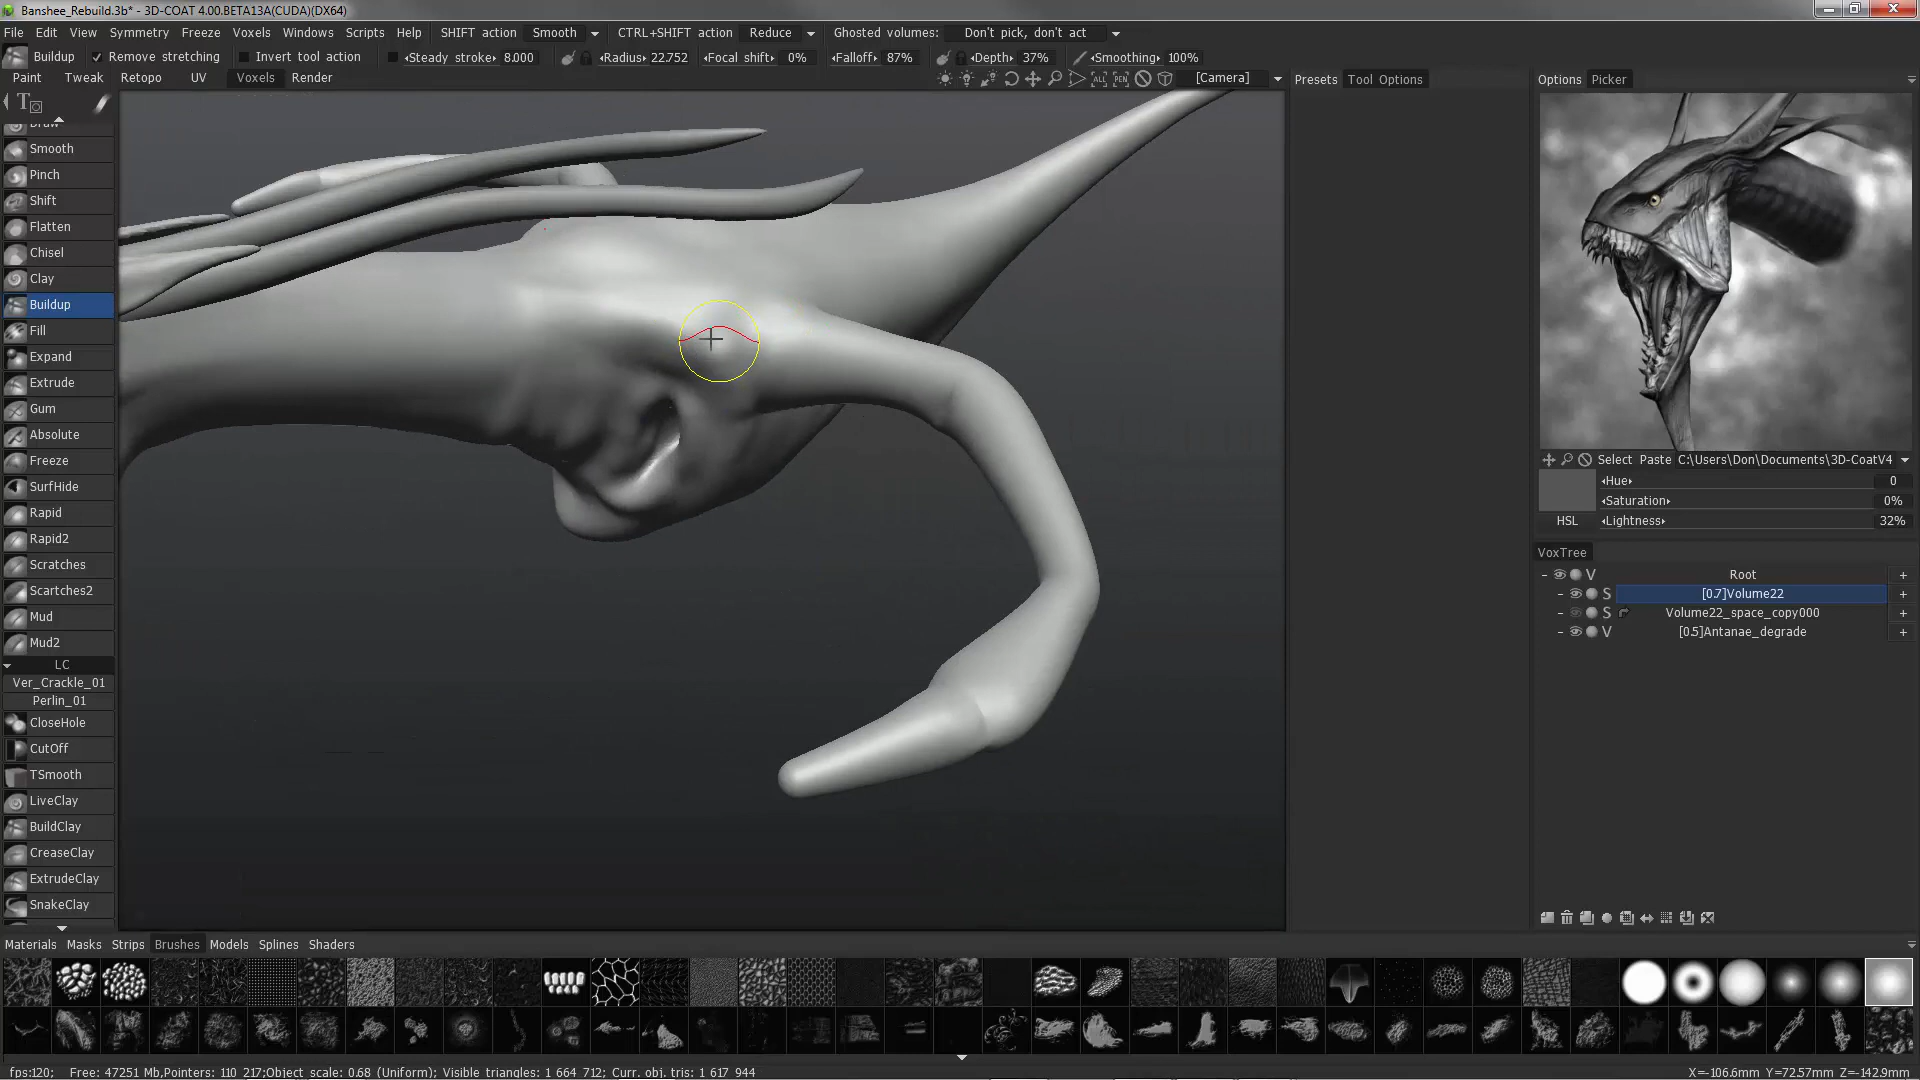 Banshee_Rebuild.3b* - 3D-COAT 4.00.BETA13A(CUDA)(DX64)
File Edit View Symmetry Freeze Voxels Windows Scripts Help SHIFT action Smooth CTRL+SHIFT action Reduce Ghosted volumes: Don't pick, don't act
Buildup Remove stretching Invert tool action Steady stroke 8.000 Radius 22.752 Focal shift 0% Falloff 87% Depth 37% Smoothing 100%
Paint Tweak Retopo UV Voxels Render ALL PEN [Camera] Presets Tool Options Options Picker
Draw
Smooth
Pinch
Shift
Flatten
Chisel
Clay
Buildup
Fill
Expand
Extrude
Gum
Absolute
Freeze
SurfHide
Rapid
Rapid2
Scratches
Scartches2
Mud
Mud2
LC
Ver_Crackle_01
Perlin_01
CloseHole
CutOff
TSmooth
LiveClay
BuildClay
CreaseClay
ExtrudeClay
SnakeClay
Select Paste C:\Users\Don\Documents\3D-CoatV4
Hue 0
Saturation 0%
HSL Lightness 32%
VoxTree
V Root +
S [0.7]Volume22 +
S Volume22_space_copy000 +
V [0.5]Antanae_degrade +
Materials Masks Strips Brushes Models Splines Shaders
fps:120; Free: 47251 Mb,Pointers: 110 217;Object scale: 0.68 (Uniform); Visible triangles: 1 664 712; Curr. obj. tris: 1 617 944 X=-106.6mm Y=72.57mm Z=-142.9mm